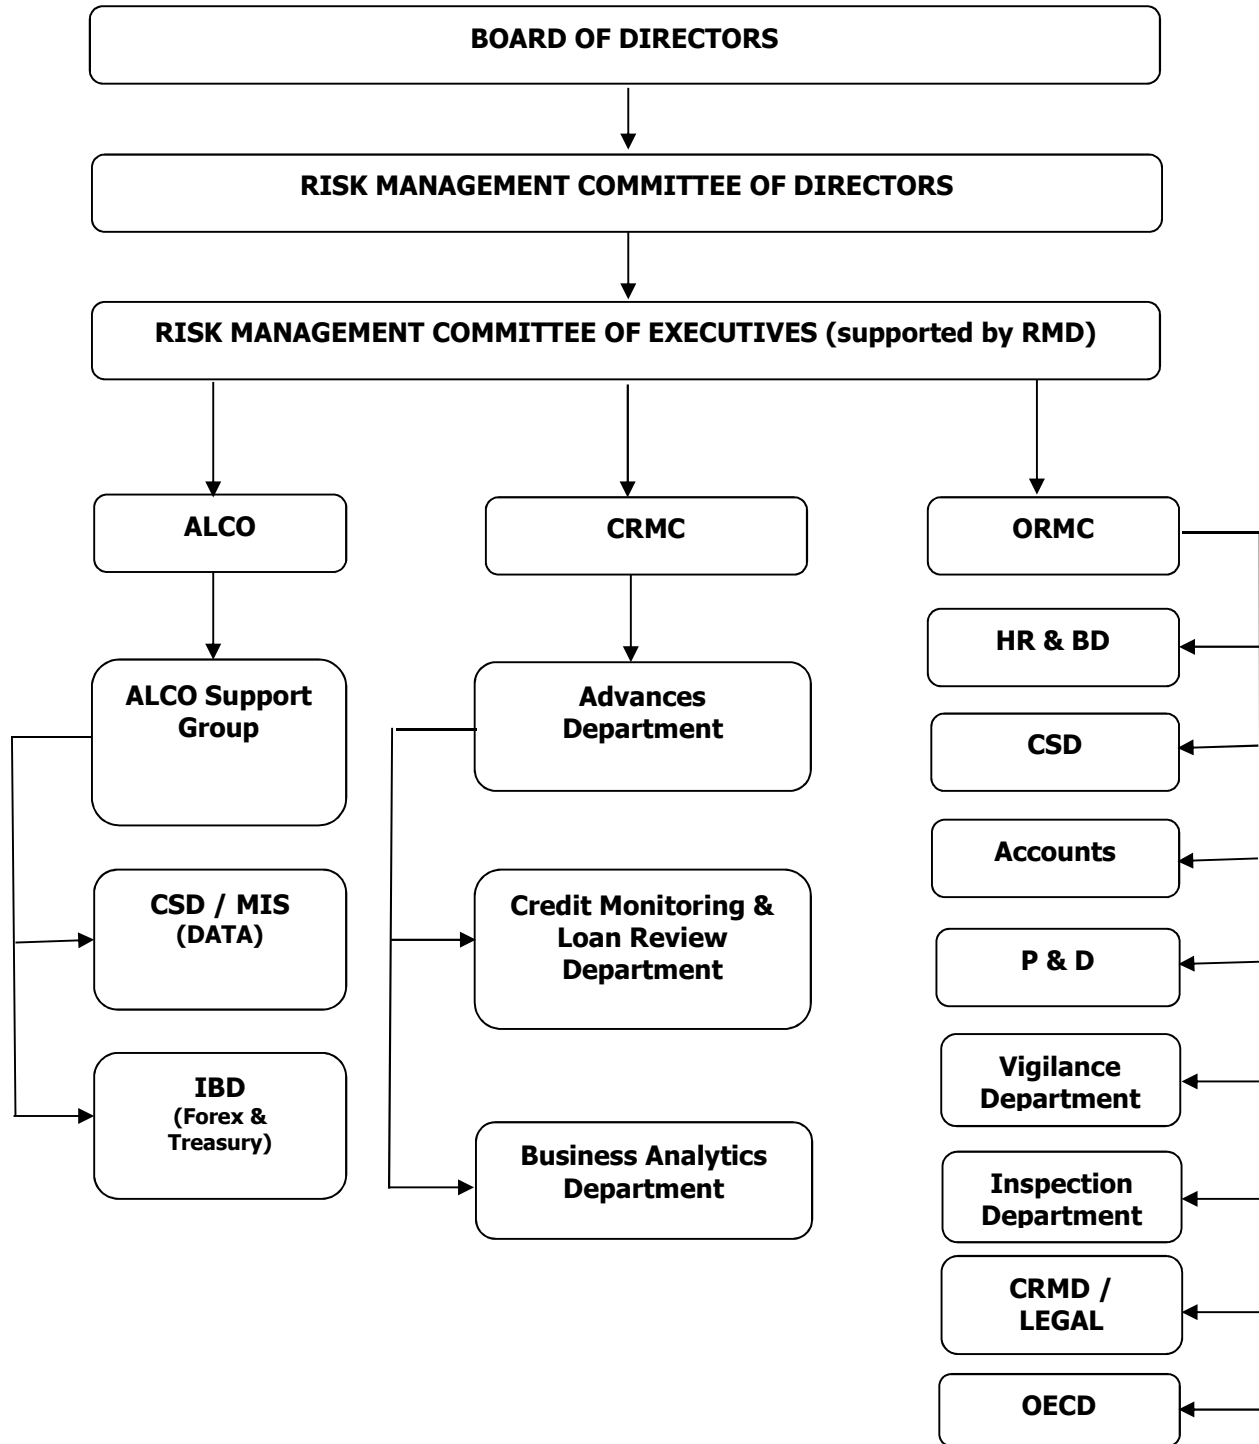 BOARD OF DIRECTORS
RISK MANAGEMENT COMMITTEE OF DIRECTORS
RISK MANAGEMENT COMMITTEE OF EXECUTIVES (supported by RMD)
ALCO
CRMC
ORMC
ALCO Support
Group
CSD / MIS
(DATA)
IBD
(Forex &
Treasury)
Advances
Department
Credit Monitoring &
Loan Review
Department
Business Analytics
Department
HR & BD
CSD
Accounts
P & D
Vigilance
Department
Inspection
Department
CRMD /
LEGAL
OECD